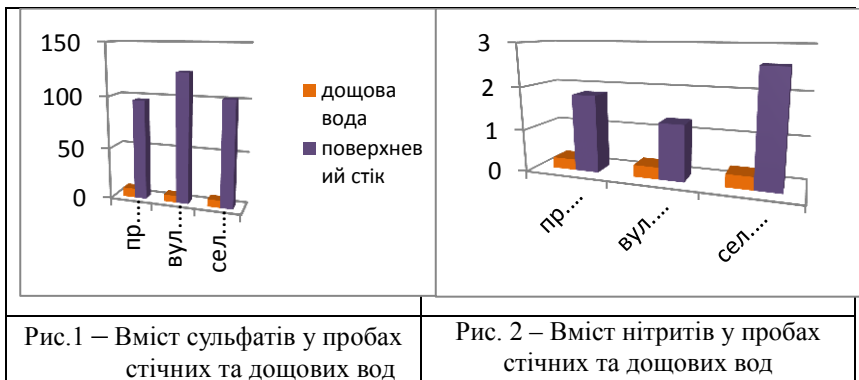 150
100
50
0
пр....
вул....
сел....
дощова
вода
поверхнев
ий стік
3
2
1
0
пр....
вул....
сел....
Рис.1 – Вміст сульфатів у пробах
стічних та дощових вод
Рис. 2 – Вміст нітритів у пробах
стічних та дощових вод